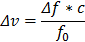 Δv = Δf * c / f₀